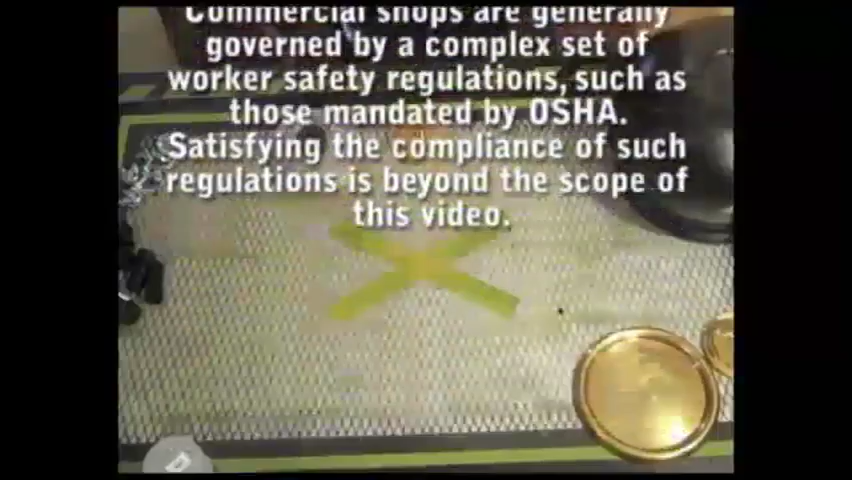 Commercial shops are generally
governed by a complex set of
worker safety regulations, such as
those mandated by OSHA.
Satisfying the compliance of such
regulations is beyond the scope of
this video.